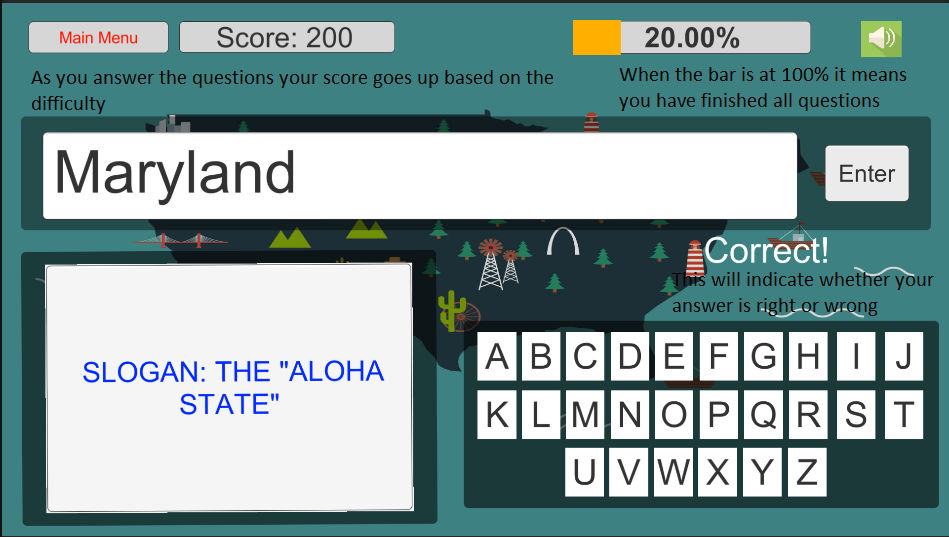 Main Menu
Score: 200
20.00%
As you answer the questions your score goes up based on the
difficulty
When the bar is at 100% it means
you have finished all questions
Maryland
Enter
Correct!
This will indicate whether your
answer is right or wrong
SLOGAN: THE "ALOHA
STATE"
A B C D E F G H I J
K L M N O P Q R S T
U V W X Y Z